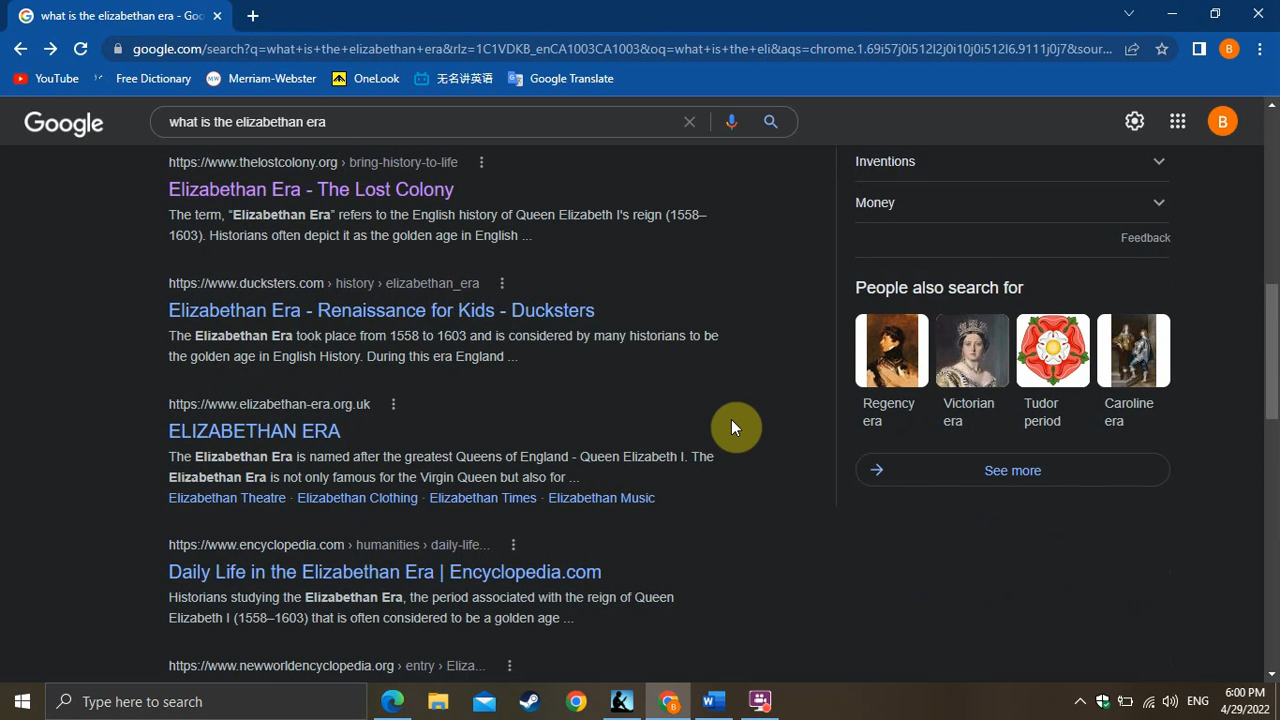 what is the elizabethan era - Goo
google.com/search?q=what+is+the+elizabethan+era&rlz=1C1VDKB_enCA1003CA1003&oq=what+is+the+eli&aqs=chrome.1.69i57j0i512l2j0i10j0i512l6.9111j0j7&sour...
B
YouTube
Free Dictionary
MW
Merriam-Webster
OneLook
无名讲英语
Google Translate
Google
what is the elizabethan era
B
https://www.thelostcolony.org › bring-history-to-life
Elizabethan Era - The Lost Colony
The term, “Elizabethan Era” refers to the English history of Queen Elizabeth I's reign (1558–
1603). Historians often depict it as the golden age in English ...
https://www.ducksters.com › history › elizabethan_era
Elizabethan Era - Renaissance for Kids - Ducksters
The Elizabethan Era took place from 1558 to 1603 and is considered by many historians to be
the golden age in English History. During this era England ...
https://www.elizabethan-era.org.uk
ELIZABETHAN ERA
The Elizabethan Era is named after the greatest Queens of England - Queen Elizabeth I. The
Elizabethan Era is not only famous for the Virgin Queen but also for ...
Elizabethan Theatre · Elizabethan Clothing · Elizabethan Times · Elizabethan Music
https://www.encyclopedia.com › humanities › daily-life...
Daily Life in the Elizabethan Era | Encyclopedia.com
Historians studying the Elizabethan Era, the period associated with the reign of Queen
Elizabeth I (1558–1603) that is often considered to be a golden age ...
https://www.newworldencyclopedia.org › entry › Eliza...
Inventions
Money
Feedback
People also search for
Regency
era
Victorian
era
Tudor
period
Caroline
era
See more
Type here to search
B
ENG
6:00 PM
4/29/2022